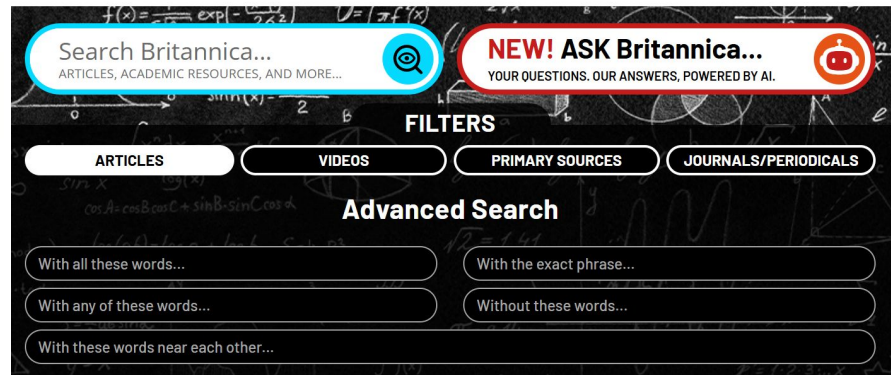 Search Britannica...
ARTICLES, ACADEMIC RESOURCES, AND MORE...
NEW! ASK Britannica...
YOUR QUESTIONS. OUR ANSWERS, POWERED BY AI.
FILTERS
ARTICLES
VIDEOS
PRIMARY SOURCES
JOURNALS/PERIODICALS
Advanced Search
With all these words...
With the exact phrase...
With any of these words...
Without these words...
With these words near each other...